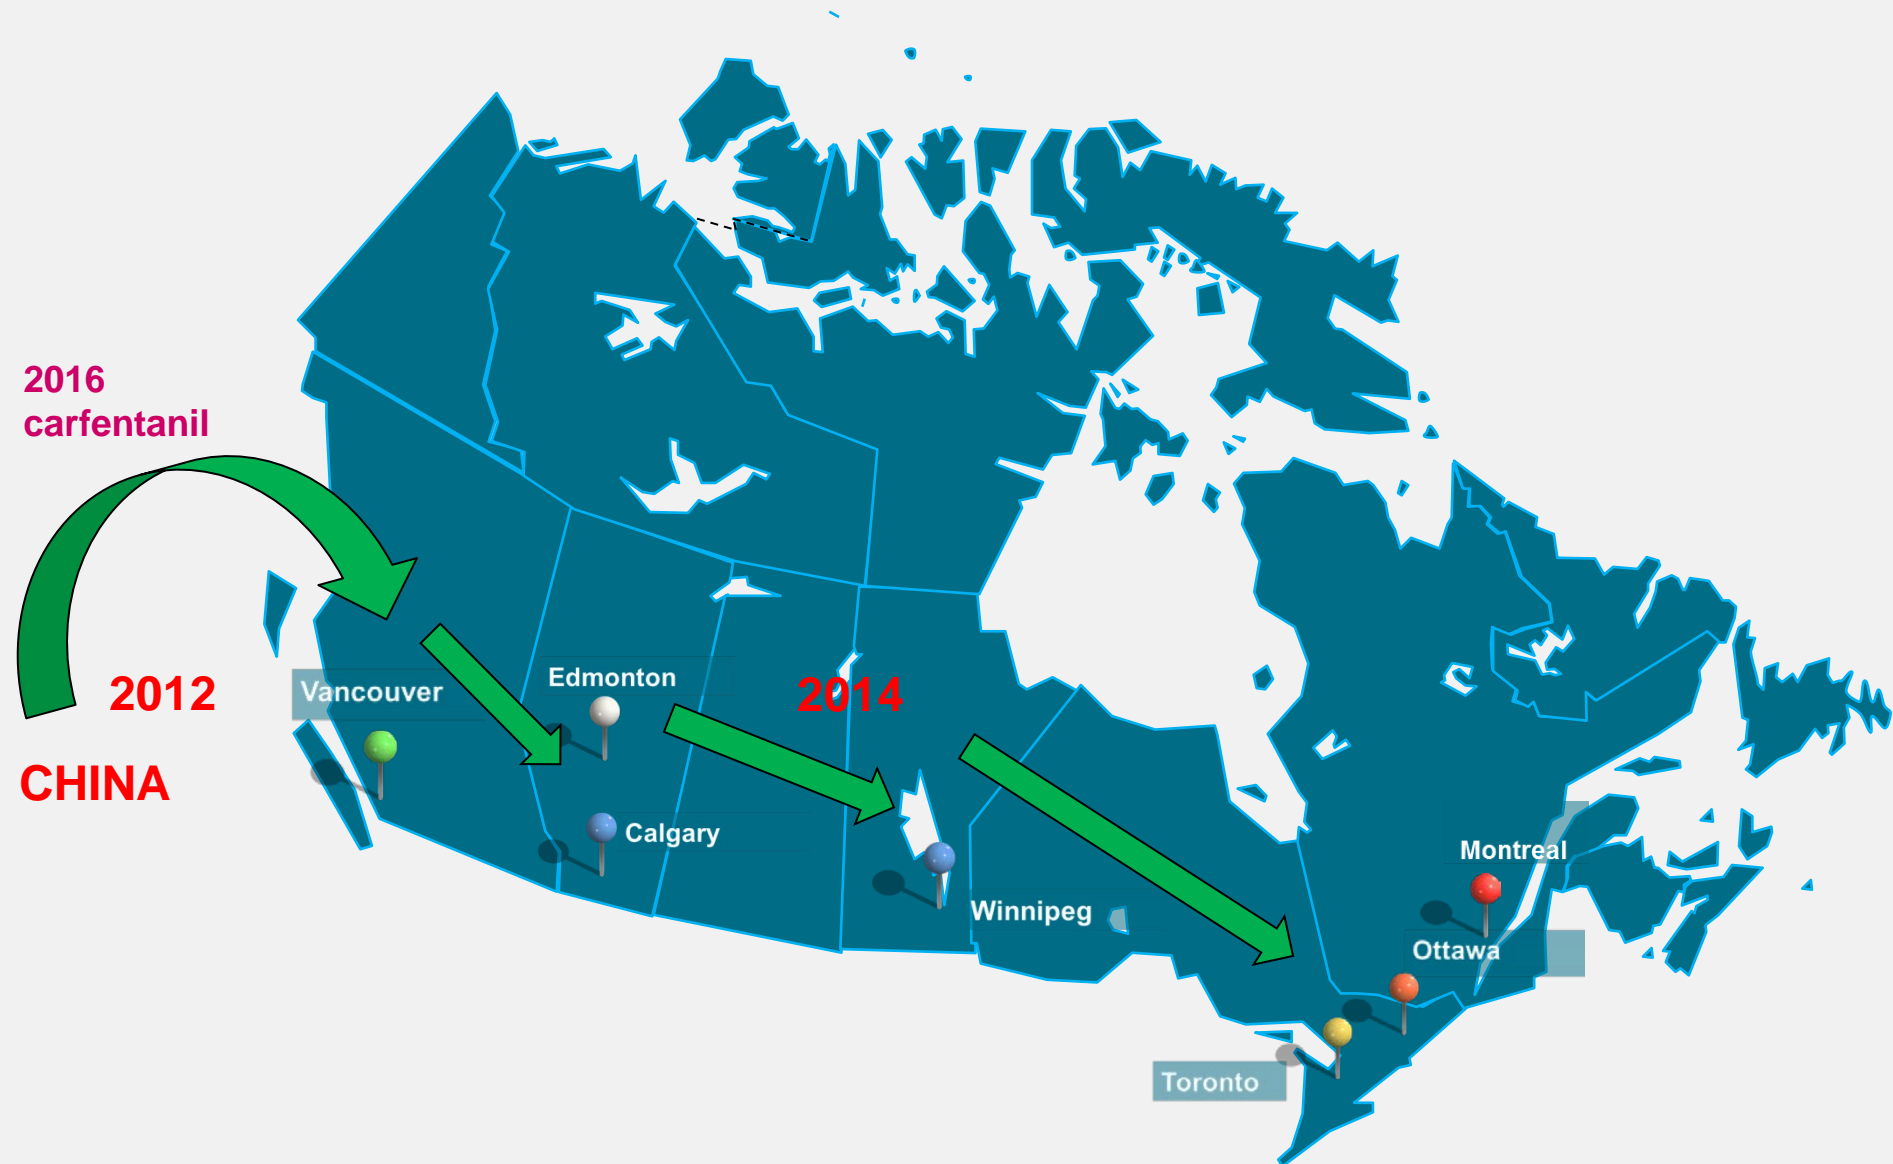 2016
carfentanil
2012
CHINA
Vancouver
Edmonton
Calgary
2014
Winnipeg
Montreal
Ottawa
Toronto